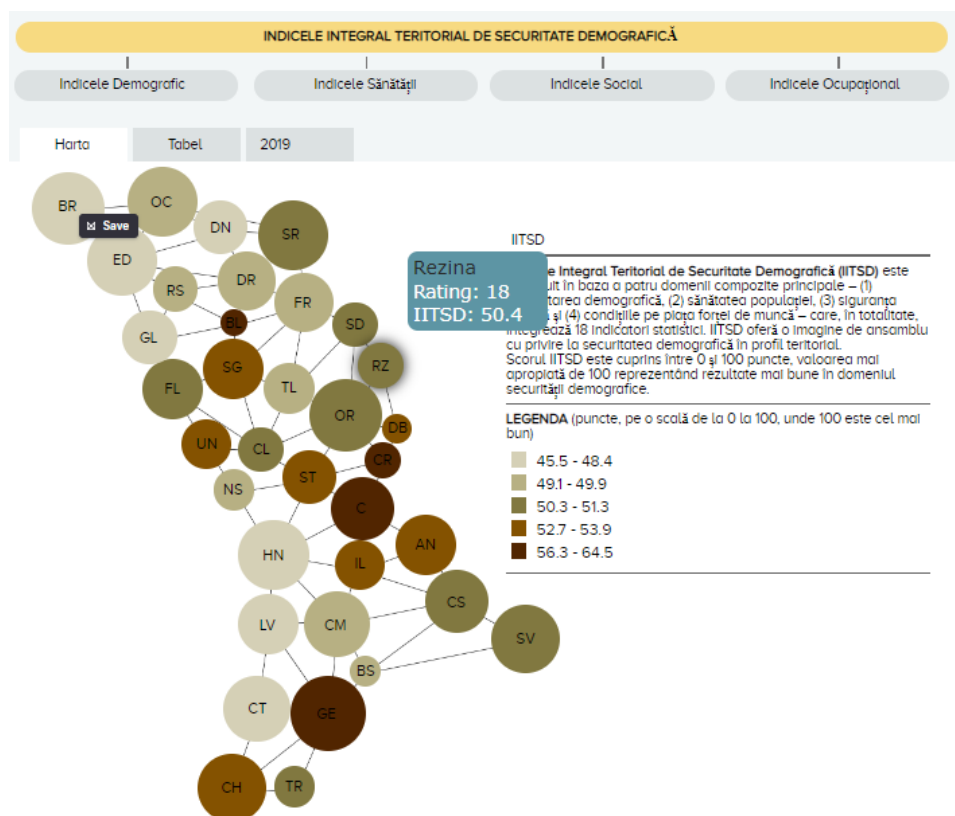 INDICELE INTEGRAL TERITORIAL DE SECURITATE DEMOGRAFICĂ
Indicele Demografic
Indicele Sănătății
Indicele Social
Indicele Ocupațional
Harta
Tabel
2019
BR
OC
Save
DN
SR
ED
RS
DR
FR
GL
BL
SD
RZ
SG
FL
TL
OR
DB
UN
CL
CR
ST
NS
C
HN
IL
AN
CS
LV
CM
SV
BS
CT
GE
CH
TR
Rezina
Rating: 18
IITSD: 50.4
IITSD
e Integral Teritorial de Securitate Demografică (IITSD) este
uit în baza a patru domenii compozite principale – (1)
tarea demografică, (2) sănătatea populației, (3) siguranța
și (4) condițiile pe piața forței de muncă – care, în totalitate,
integrează 18 indicatori statistici. IITSD oferă o imagine de ansamblu
cu privire la securitatea demografică în profil teritorial.
Scorul IITSD este cuprins între 0 și 100 puncte, valoarea mai
apropiată de 100 reprezentând rezultate mai bune în domeniul
securității demografice.
LEGENDA (puncte, pe o scală de la 0 la 100, unde 100 este cel mai
bun)
45.5 - 48.4
49.1 - 49.9
50.3 - 51.3
52.7 - 53.9
56.3 - 64.5